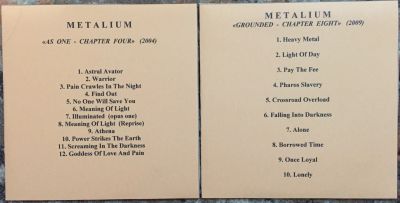 METALIUM
«AS ONE - CHAPTER FOUR» (2004)
1. Astral Avator
2. Warrior
3. Pain Crawles In The Night
4. Find Out
5. No One Will Save You
6. Meaning Of Light
7. Illuminated (opus one)
8. Meaning Of Light (Reprise)
9. Athena
10. Power Strikes The Earth
11. Screaming In The Darkness
12. Goddess Of Love And Pain
METALIUM
«GROUNDED - CHAPTER EIGHT» (2009)
1. Heavy Metal
2. Light Of Day
3. Pay The Fee
4. Pharos Slavery
5. Crossroad Overload
6. Falling Into Darkness
7. Alone
8. Borrowed Time
9. Once Loyal
10. Lonely